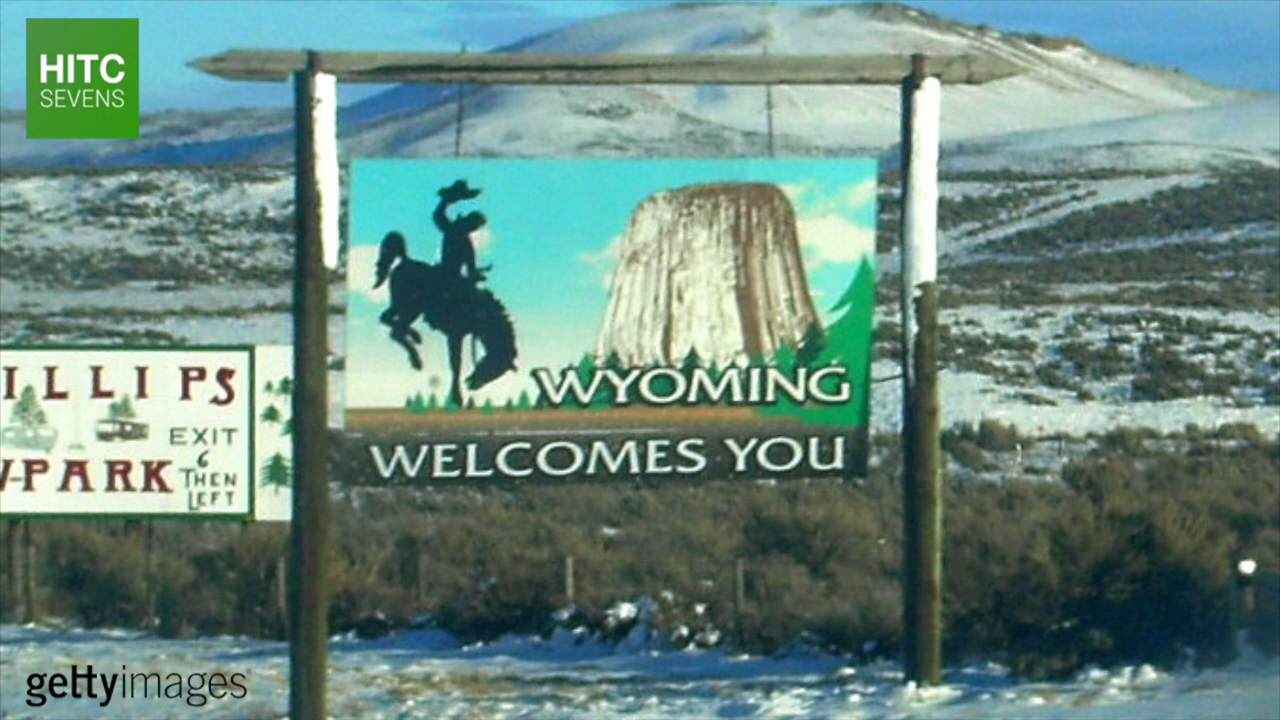 HITC
SEVENS
WYOMING
WELCOMES YOU
ILLIPS
EXIT
6
V-PARK THEN
LEFT
gettyimages